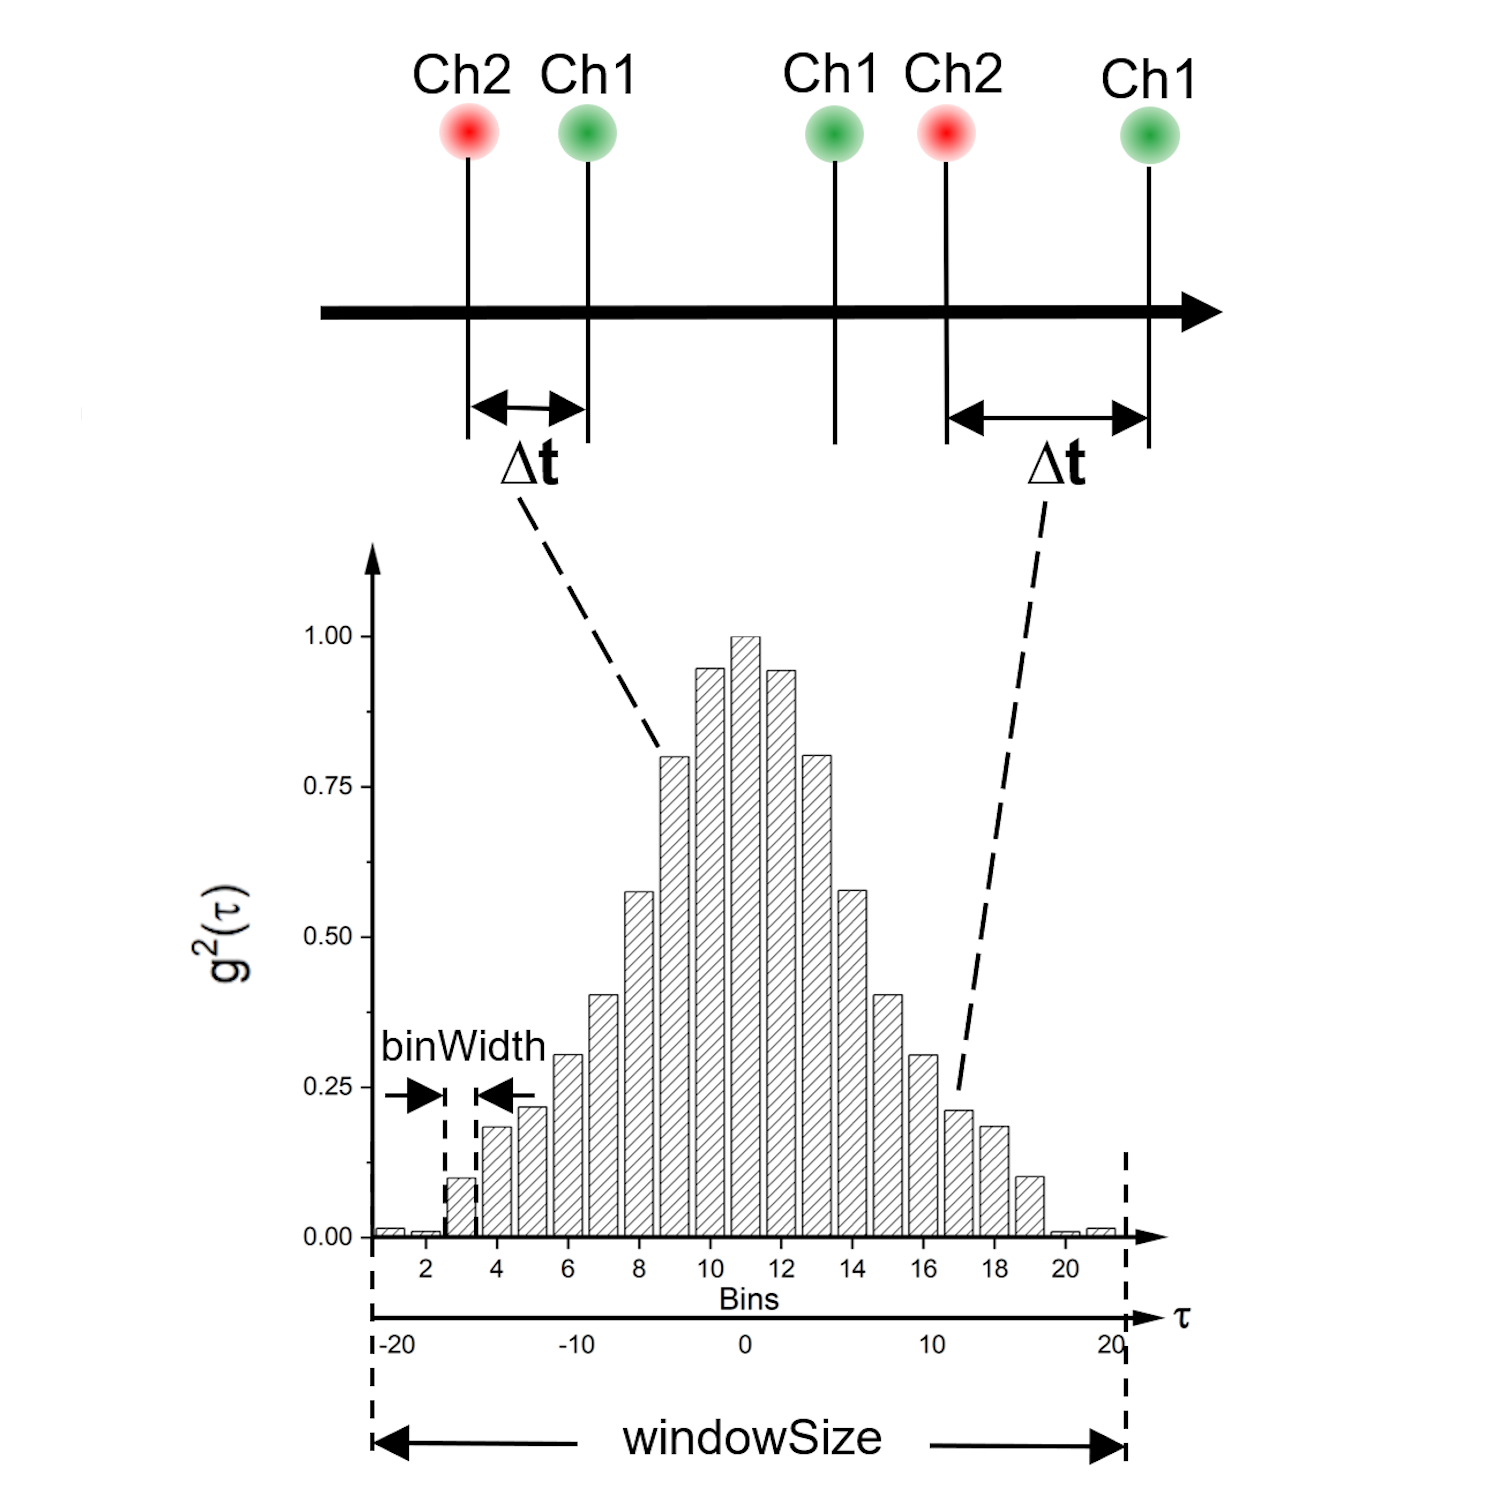 Ch2 Ch1 Ch1 Ch2 Ch1
Δt Δt
1.00
0.75
0.50
0.25
0.00
g²(τ)
binWidth
2 4 6 8 10 12 14 16 18 20
Bins
τ
-20 -10 0 10 20
windowSize